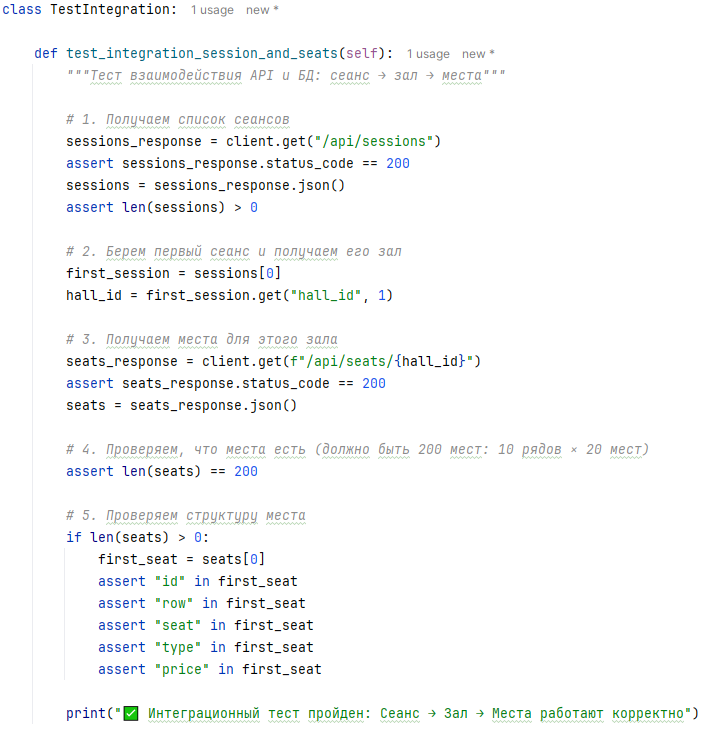 class TestIntegration: 1 usage new *
def test_integration_session_and_seats(self): 1 usage new *
"""Тест взаимодействия API и БД: сеанс → зал → места"""
# 1. Получаем список сеансов
sessions_response = client.get("/api/sessions")
assert sessions_response.status_code == 200
sessions = sessions_response.json()
assert len(sessions) > 0
# 2. Берем первый сеанс и получаем его зал
first_session = sessions[0]
hall_id = first_session.get("hall_id", 1)
# 3. Получаем места для этого зала
seats_response = client.get(f"/api/seats/{hall_id}")
assert seats_response.status_code == 200
seats = seats_response.json()
# 4. Проверяем, что места есть (должно быть 200 мест: 10 рядов × 20 мест)
assert len(seats) == 200
# 5. Проверяем структуру места
if len(seats) > 0:
first_seat = seats[0]
assert "id" in first_seat
assert "row" in first_seat
assert "seat" in first_seat
assert "type" in first_seat
assert "price" in first_seat
print("✅ Интеграционный тест пройден: Сеанс → Зал → Места работают корректно")